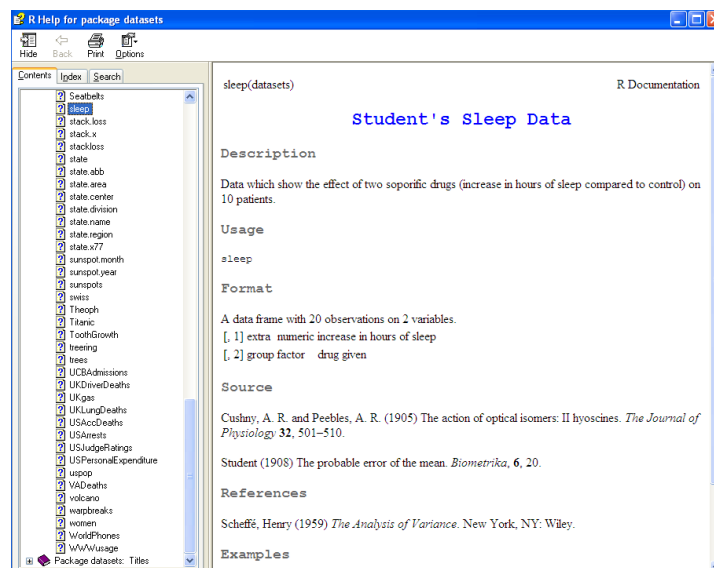 R Help for package datasets
Hide Back Print Options
Contents Index Search
Seatbelts
sleep
stack.loss
stack.x
stackloss
state
state.abb
state.area
state.center
state.division
state.name
state.region
state.x77
sunspot.month
sunspot.year
sunspots
swiss
Theoph
Titanic
ToothGrowth
treering
trees
UCBAdmissions
UKDriverDeaths
UKgas
UKLungDeaths
USAccDeaths
USArrests
USJudgeRatings
USPersonalExpenditure
uspop
VADeaths
volcano
warpbreaks
women
WorldPhones
WWWusage
Package datasets: Titles
sleep(datasets) R Documentation
Student's Sleep Data
Description
Data which show the effect of two soporific drugs (increase in hours of sleep compared to control) on
10 patients.
Usage
sleep
Format
A data frame with 20 observations on 2 variables.
[, 1] extra numeric increase in hours of sleep
[, 2] group factor drug given
Source
Cushny, A. R. and Peebles, A. R. (1905) The action of optical isomers: II hyoscines. The Journal of
Physiology 32, 501–510.
Student (1908) The probable error of the mean. Biometrika, 6, 20.
References
Scheffé, Henry (1959) The Analysis of Variance. New York, NY: Wiley.
Examples